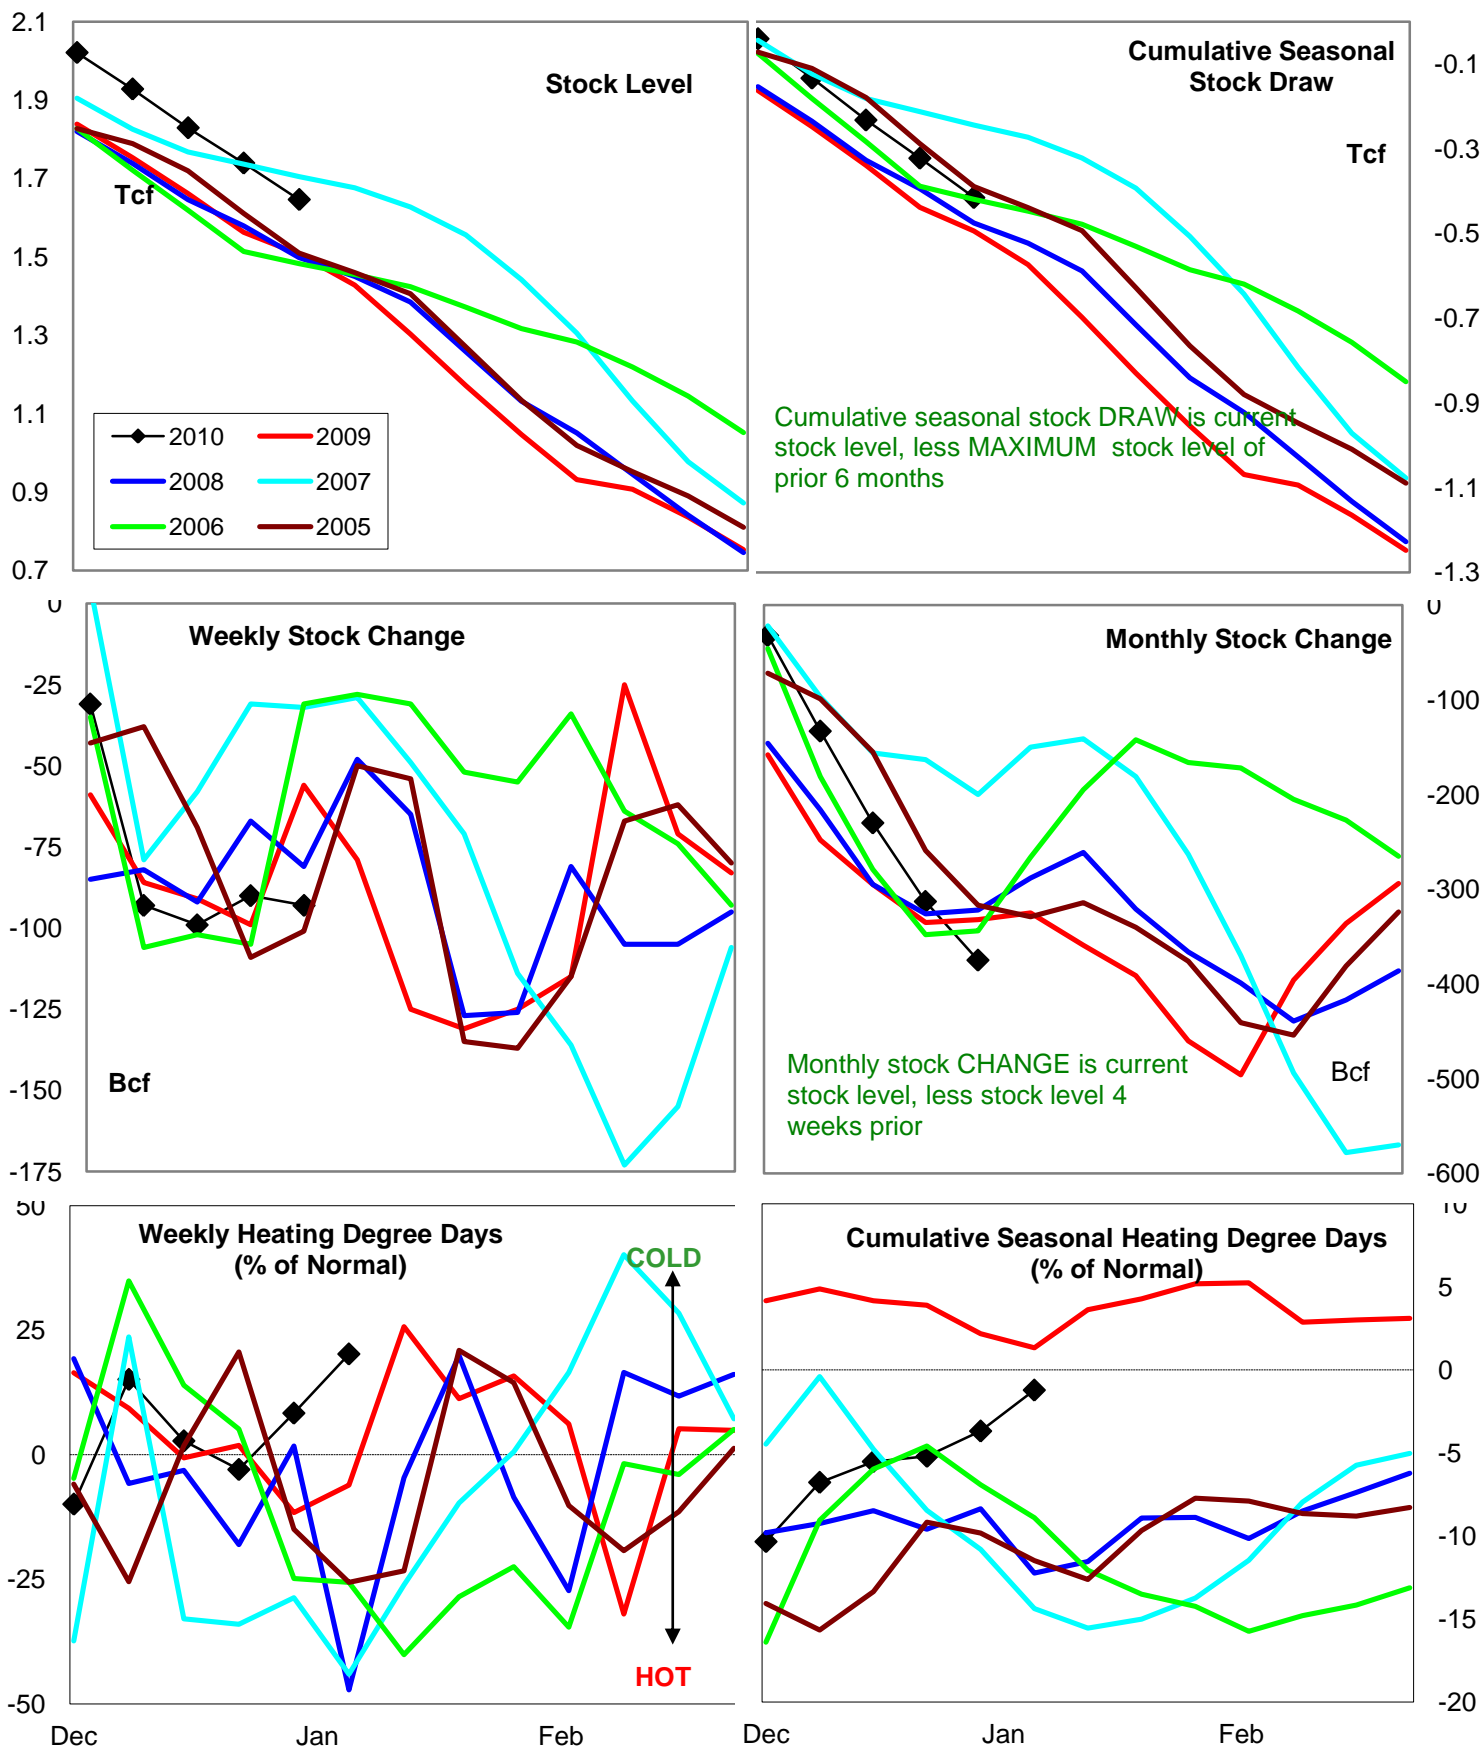 2.1
1.9
1.7
1.5
1.3
1.1
0.9
0.7
Stock Level
Tcf
2010
2009
2008
2007
2006
2005
Cumulative Seasonal
Stock Draw
Tcf
Cumulative seasonal stock DRAW is current
stock level, less MAXIMUM stock level of
prior 6 months
-0.1
-0.3
-0.5
-0.7
-0.9
-1.1
-1.3
0
-25
-50
-75
-100
-125
-150
-175
Weekly Stock Change
Bcf
Monthly Stock Change
Monthly stock CHANGE is current
stock level, less stock level 4
weeks prior
Bcf
0
-100
-200
-300
-400
-500
-600
50
25
0
-25
-50
Weekly Heating Degree Days
(% of Normal)
COLD
HOT
Dec
Jan
Feb
Cumulative Seasonal Heating Degree Days
(% of Normal)
10
5
0
-5
-10
-15
-20
Dec
Jan
Feb